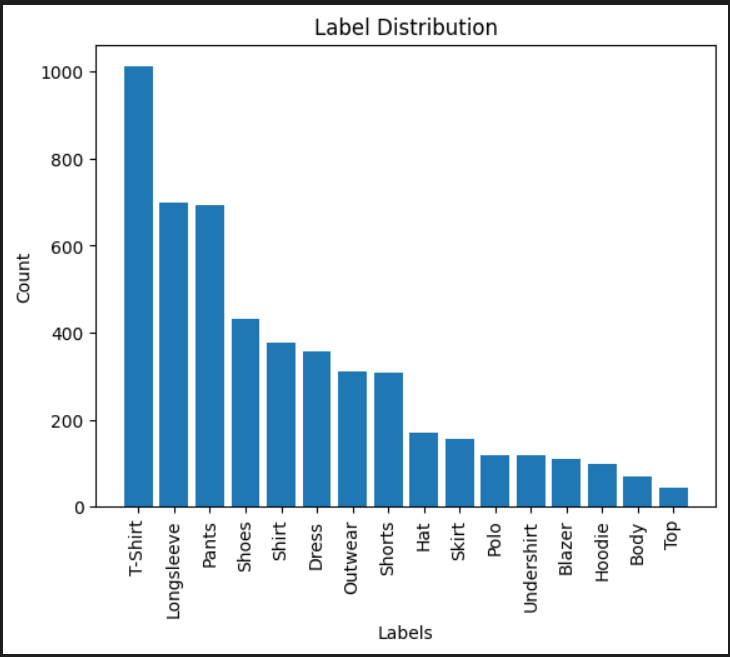 Label Distribution
1000
800
600
400
200
0
Count
T-Shirt
Longsleeve
Pants
Shoes
Shirt
Dress
Outwear
Shorts
Hat
Skirt
Polo
Undershirt
Blazer
Hoodie
Body
Top
Labels